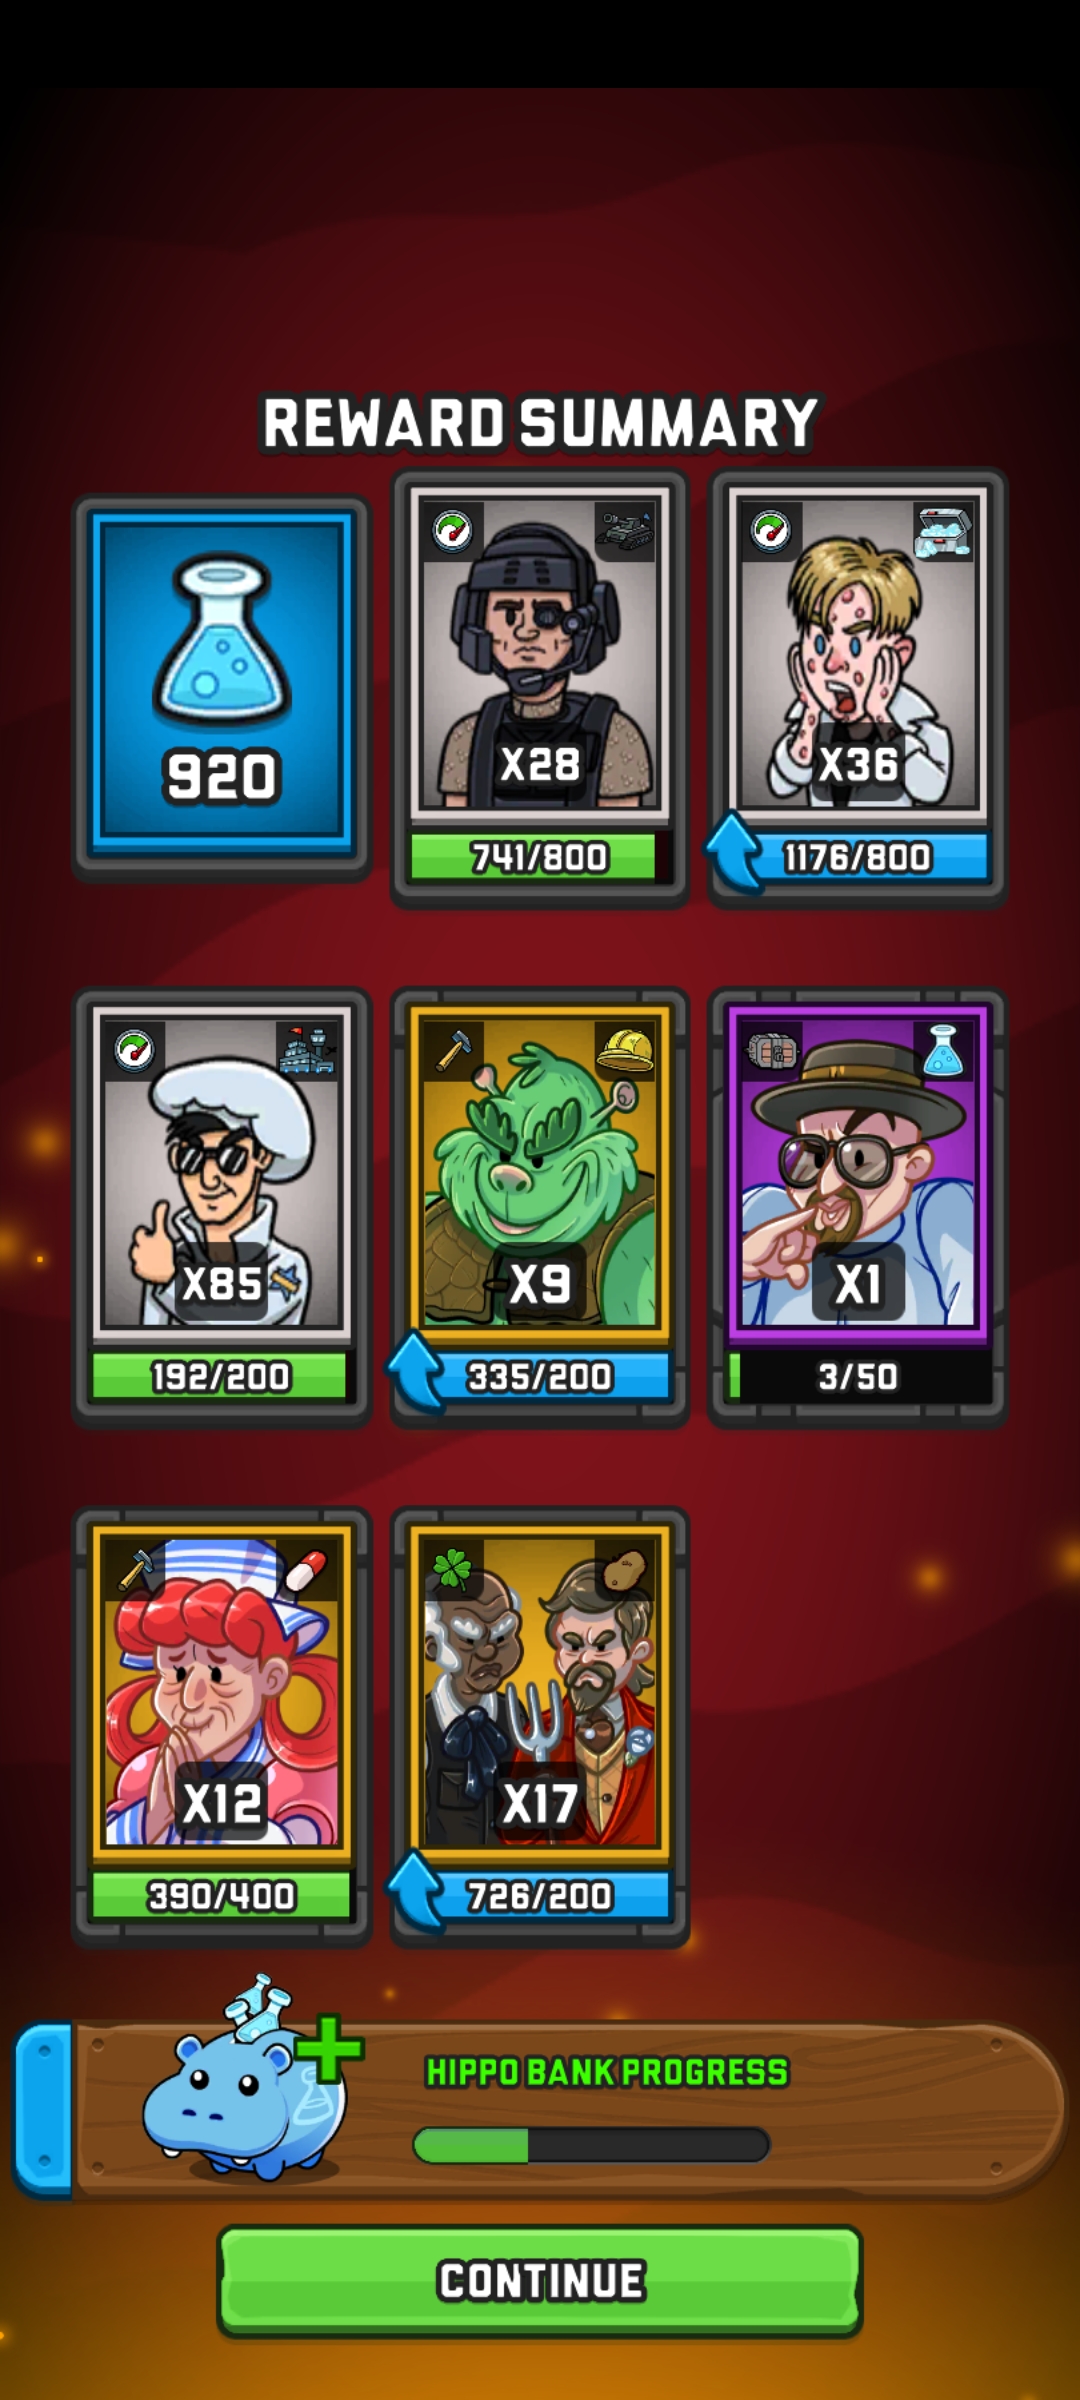 REWARD SUMMARY
920
X28
741/800
X36
1176/800
X85
192/200
X9
335/200
X1
3/50
X12
390/400
X17
726/200
HIPPO BANK PROGRESS
CONTINUE